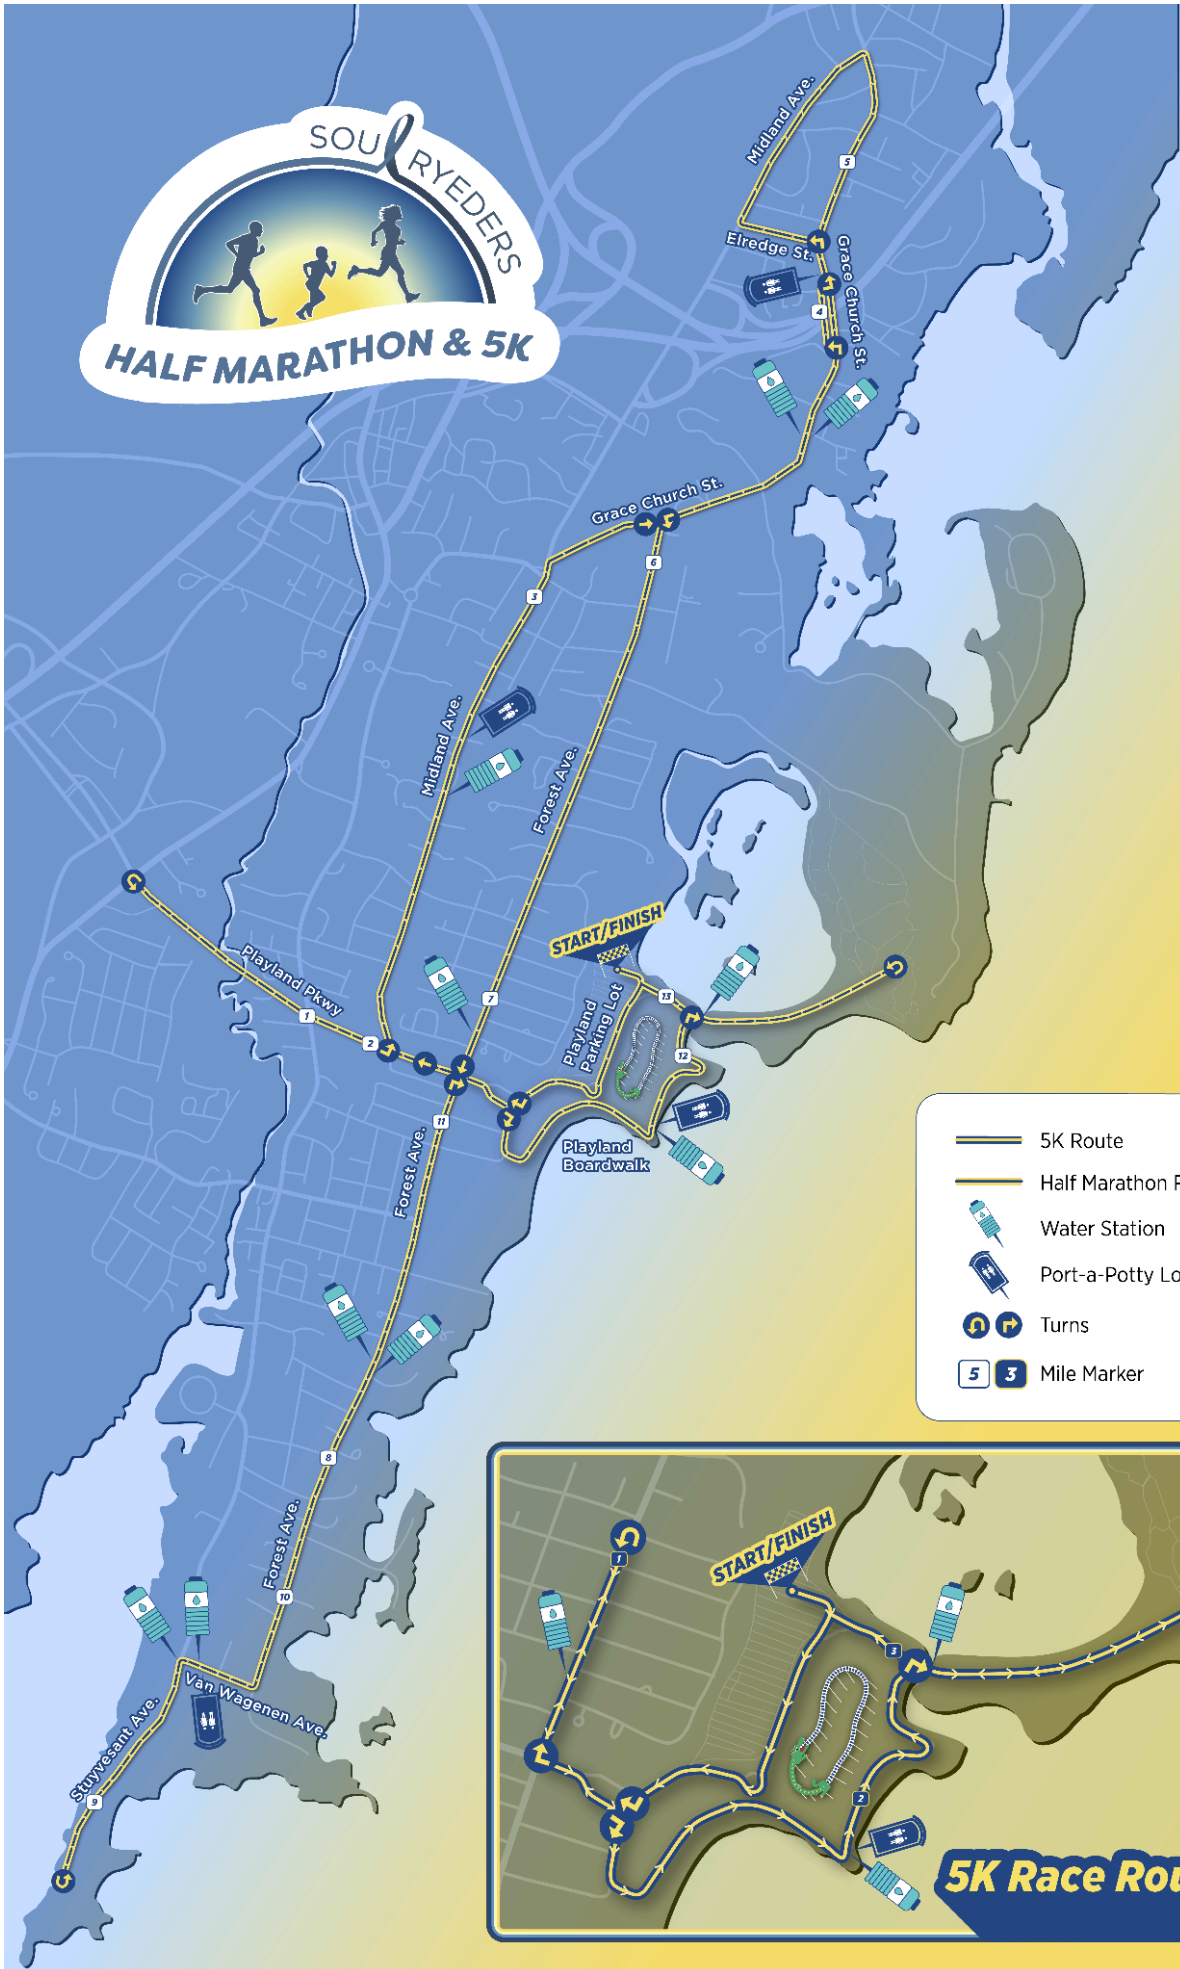 SOUL RYEDERS
HALF MARATHON & 5K
Midland Ave.
5
Elredge St.
Grace Church St.
4
Grace Church St.
6
3
Midland Ave.
Forest Ave.
START/FINISH
Playland Pkwy
1
2
7
13
Playland
Parking Lot
12
11
Forest Ave.
Playland
Boardwalk
5K Route
Half Marathon
Water Station
Port-a-Potty
Turns
5 3 Mile Marker
8
Forest Ave.
10
Van Wagenen Ave.
Stuyvesant Ave.
9
START/FINISH
1
3
2
5K Race